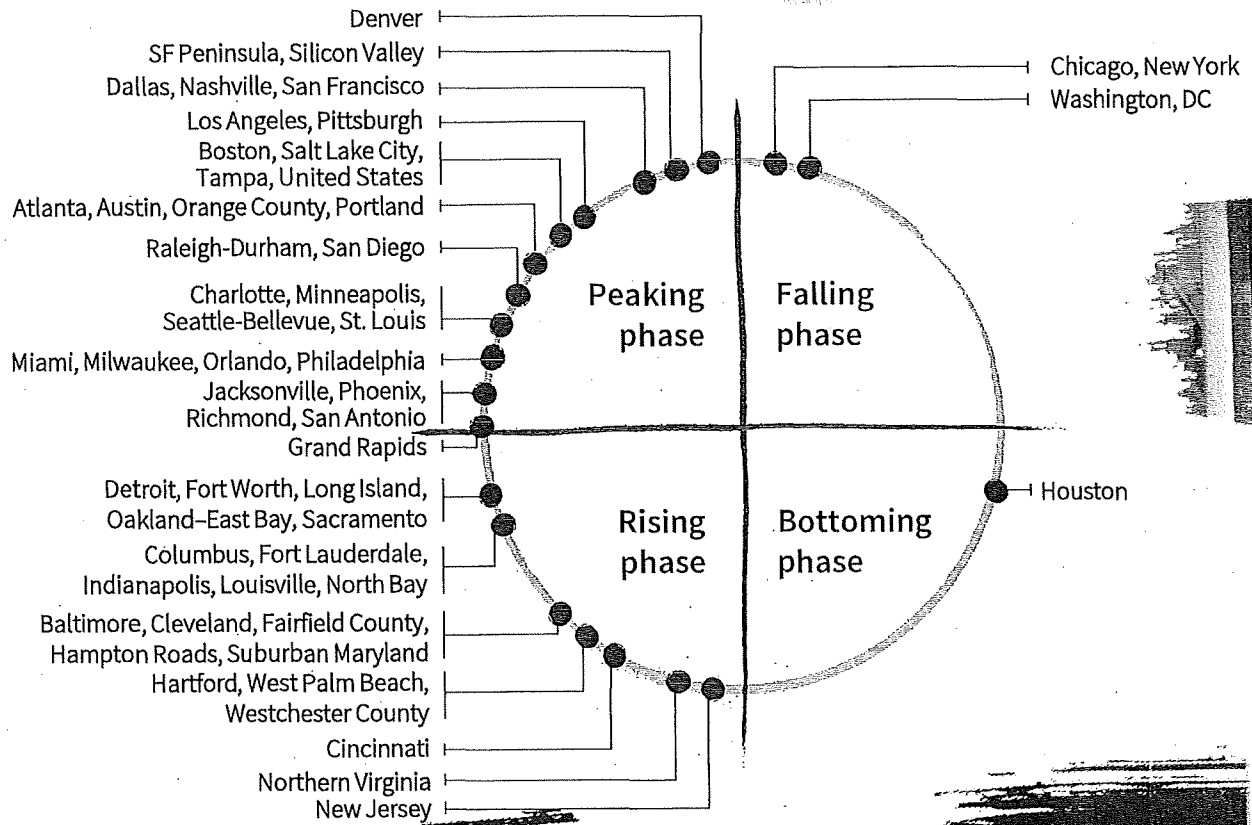 Denver
SF Peninsula, Silicon Valley
Dallas, Nashville, San Francisco
Los Angeles, Pittsburgh
Boston, Salt Lake City,
Tampa, United States
Atlanta, Austin, Orange County, Portland
Raleigh-Durham, San Diego
Charlotte, Minneapolis,
Seattle-Bellevue, St. Louis
Miami, Milwaukee, Orlando, Philadelphia
Jacksonville, Phoenix,
Richmond, San Antonio
Grand Rapids
Detroit, Fort Worth, Long Island,
Oakland–East Bay, Sacramento
Columbus, Fort Lauderdale,
Indianapolis, Louisville, North Bay
Baltimore, Cleveland, Fairfield County,
Hampton Roads, Suburban Maryland
Hartford, West Palm Beach,
Westchester County
Cincinnati
Northern Virginia
New Jersey
Chicago, New York
Washington, DC
Peaking
phase
Falling
phase
Rising
phase
Bottoming
phase
Houston